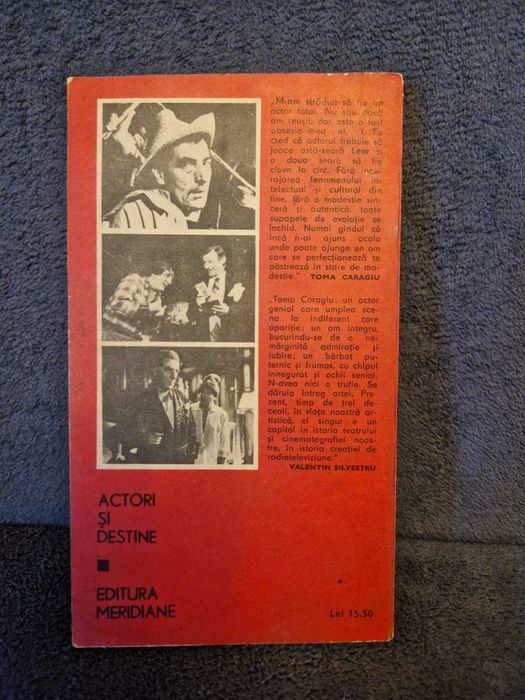 „M-am străduit să fiu un
actor total. Nu știu dacă
am reușit, dar asta a fost
obsesia mea nr. 1. Eu
cred că actorul trebuie să
joace astă-seară Lear și
a doua seară să fie
clovn la circ. Fără incu-
rajarea fenomenului in-
telectual și cultural din
tine, fără o modestie sin-
ceră și autentică, toate
supapele de evoluție se
închid. Numai gîndul că
încă n-ai ajuns acolo
unde poate ajunge un om
care se perfecționează te
păstrează în stare de mo-
destie.“ TOMA CARAGIU
„Toma Caragiu: un actor
genial care umplea sce-
na la indiferent care
apariție; un om integru,
bucurindu-se de o ne-
mărginită admirație și
iubire; un bărbat pu-
ternic și frumos, cu chipul
înnegurat și ochii senini.
N-avea nici o trufie. Se
dăruia întreg artei. Pre-
zent, timp de trei de-
cenii, în viața noastră ar-
tistică, el singur e un
capitol în istoria teatrului
și cinematografiei noas-
tre, în istoria creației de
radioteleviziune.“
VALENTIN SILVESTRU
ACTORI
ȘI
DESTINE
EDITURA
MERIDIANE
Lei 15.50